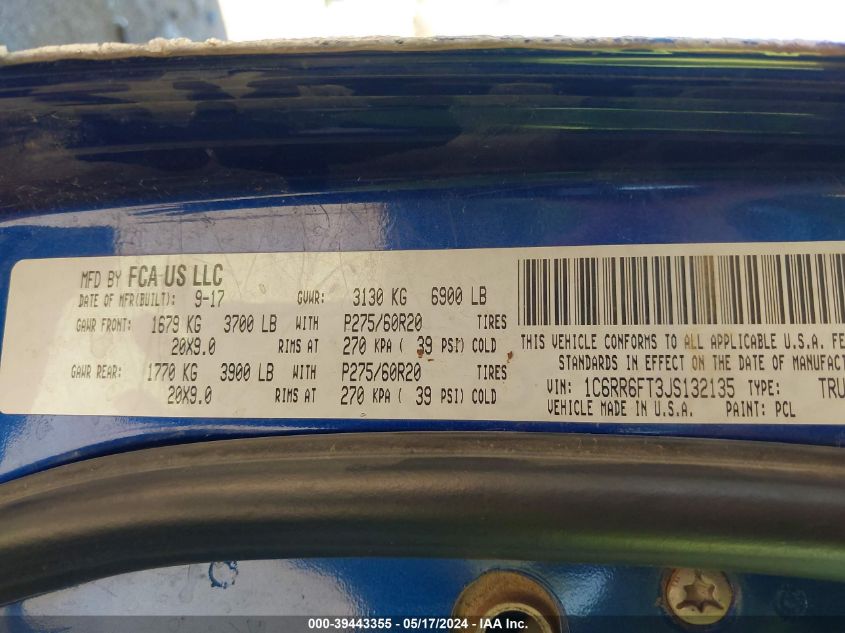 MFD BY FCA US LLC
DATE OF MFR(BUILT): 9-17 GVWR: 3130 KG 6900 LB
GAWR FRONT: 1679 KG 3700 LB WITH P275/60R20 TIRES
20X9.0 RIMS AT 270 KPA ( 39 PSI) COLD
GAWR REAR: 1770 KG 3900 LB WITH P275/60R20 TIRES
20X9.0 RIMS AT 270 KPA ( 39 PSI) COLD
THIS VEHICLE CONFORMS TO ALL APPLICABLE U.S.A. FE
STANDARDS IN EFFECT ON THE DATE OF MANUFACT
VIN: 1C6RR6FT3JS132135 TYPE: TRU
VEHICLE MADE IN U.S.A. PAINT: PCL
000-39443355 - 05/17/2024 - IAA Inc.